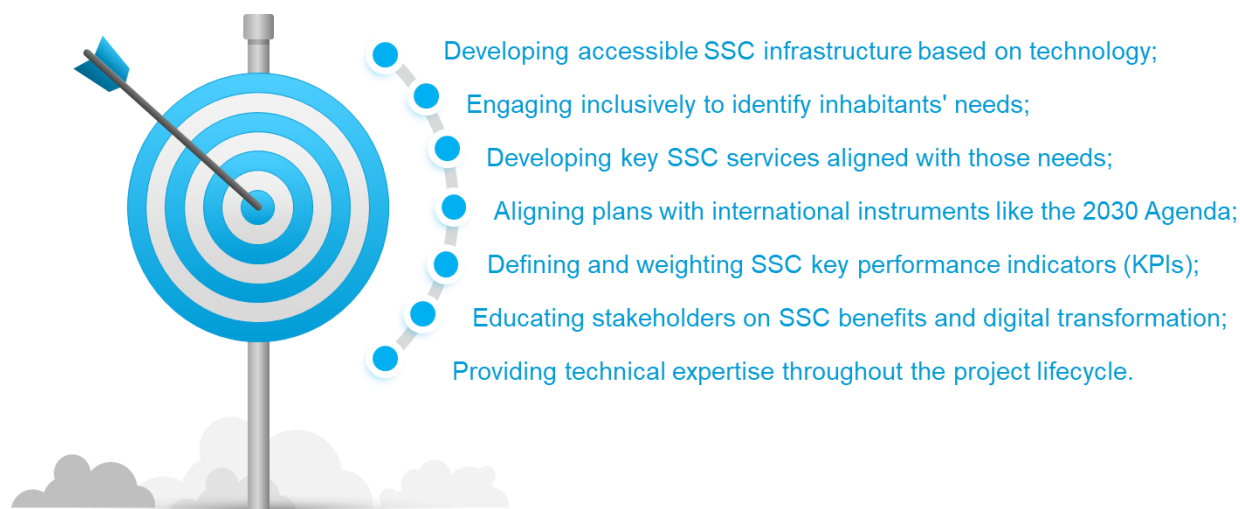 Developing accessible SSC infrastructure based on technology;
Engaging inclusively to identify inhabitants' needs;
Developing key SSC services aligned with those needs;
Aligning plans with international instruments like the 2030 Agenda;
Defining and weighting SSC key performance indicators (KPIs);
Educating stakeholders on SSC benefits and digital transformation;
Providing technical expertise throughout the project lifecycle.